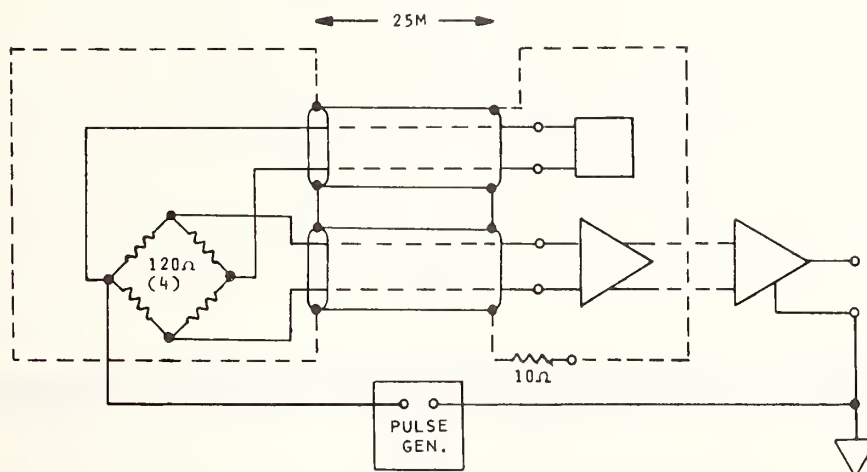 25M
120Ω
(4)
10Ω
PULSE
GEN.